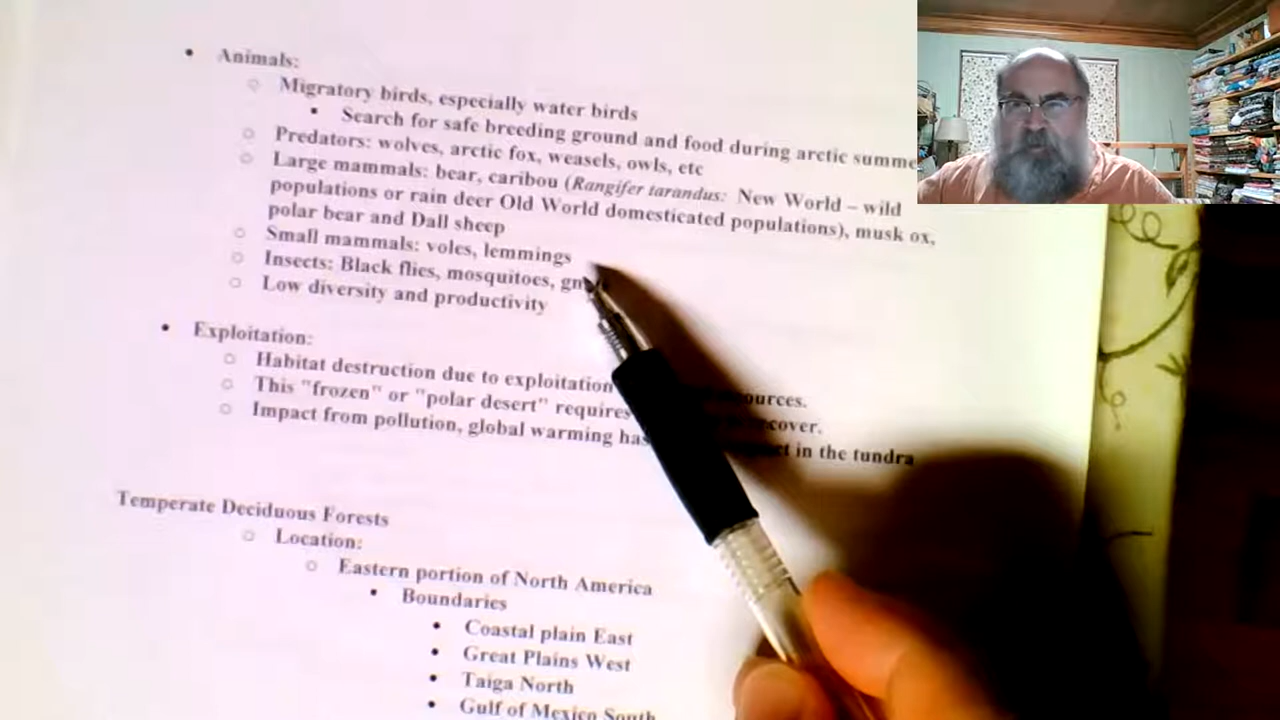 Animals:
Migratory birds, especially water birds
Search for safe breeding ground and food during arctic
Predators: wolves, arctic fox, weasels, owls, etc
Large mammals: bear, caribou (Rangifer tarandus: New World – wild
populations or rain deer Old World domesticated populations), musk ox,
polar bear and Dall sheep
Small mammals: voles, lemmings
Insects: Black flies, mosquitoes,
Low diversity and productivity
Exploitation:
Habitat destruction due to exploitation
This "frozen" or "polar desert" requires
Impact from pollution, global warming has in the tundra
Temperate Deciduous Forests
Location:
Eastern portion of North America
Boundaries
Coastal plain East
Great Plains West
Taiga North
Gulf of Mexico South